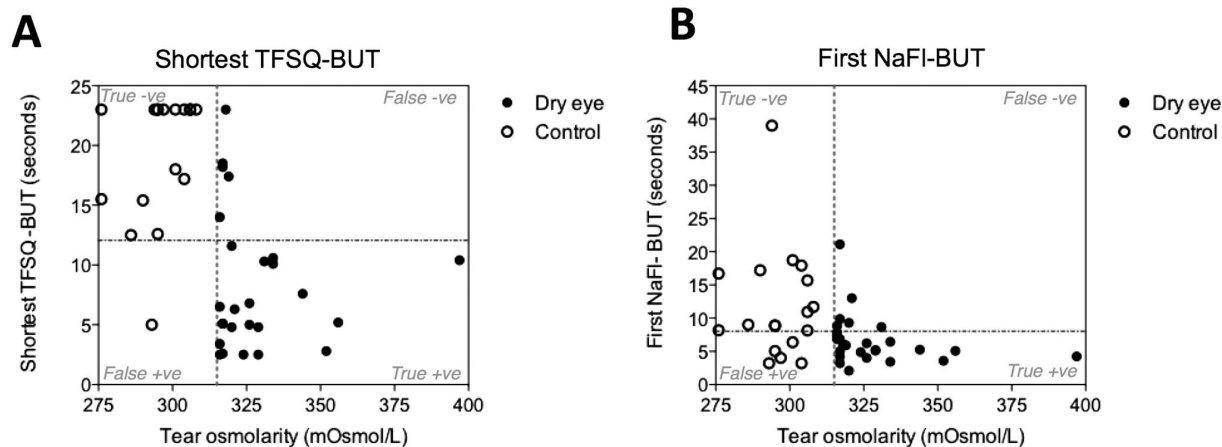 A
Shortest TFSQ-BUT
Shortest TFSQ-BUT (seconds)
25
20
15
10
5
0
True -ve
False -ve
False +ve
True +ve
275
300
325
350
375
400
Tear osmolarity (mOsmol/L)
Dry eye
Control
B
First NaFl-BUT
First NaFl- BUT (seconds)
45
40
35
30
25
20
15
10
5
0
True -ve
False -ve
False +ve
True +ve
275
300
325
350
375
400
Tear osmolarity (mOsmol/L)
Dry eye
Control